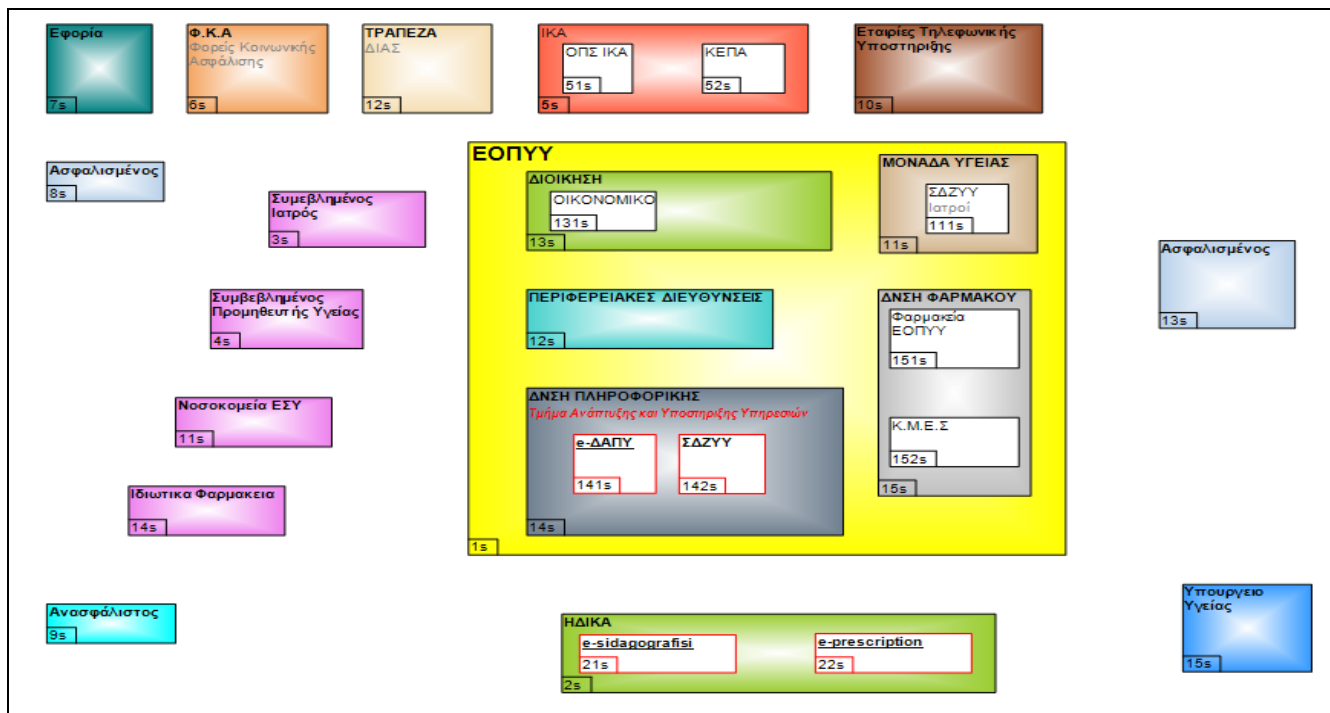 Εφορία
7s
Φ.Κ.Α
Φορείς Κοινωνικής
Ασφάλισης
6s
ΤΡΑΠΕΖΑ
ΔΙΑΣ
12s
ΙΚΑ
ΟΠΣ ΙΚΑ
51s
ΚΕΠΑ
52s
5s
Εταιρίες Τηλεφωνικής
Υποστηριξης
10s
Ασφαλισμένος
8s
Συμεβλημένος
Ιατρός
3s
Συμβεβλημένος
Προμηθευτής Υγείας
4s
Νοσοκομεία ΕΣΥ
11s
Ιδιωτικα Φαρμακεια
14s
Ανασφάλιστος
9s
ΕΟΠΥΥ
ΔΙΟΙΚΗΣΗ
ΟΙΚΟΝΟΜΙΚΟ
131s
13s
ΜΟΝΑΔΑ ΥΓΕΙΑΣ
ΣΔΖΥΥ
Ιατροί
111s
11s
ΠΕΡΙΦΕΡΕΙΑΚΕΣ ΔΙΕΥΘΥΝΣΕΙΣ
12s
ΔΝΣΗ ΦΑΡΜΑΚΟΥ
Φαρμακεία
ΕΟΠΥΥ
151s
Κ.Μ.Ε.Σ
152s
15s
ΔΝΣΗ ΠΛΗΡΟΦΟΡΙΚΗΣ
Τμήμα Ανάπτυξης και Υποστηριξης Υπηρεσιών
e-ΔΑΠΥ
141s
ΣΔΖΥΥ
142s
14s
1s
Ασφαλισμένος
13s
ΗΔΙΚΑ
e-sidagografisi
21s
e-prescription
22s
2s
Υπουργειο
Υγείας
15s